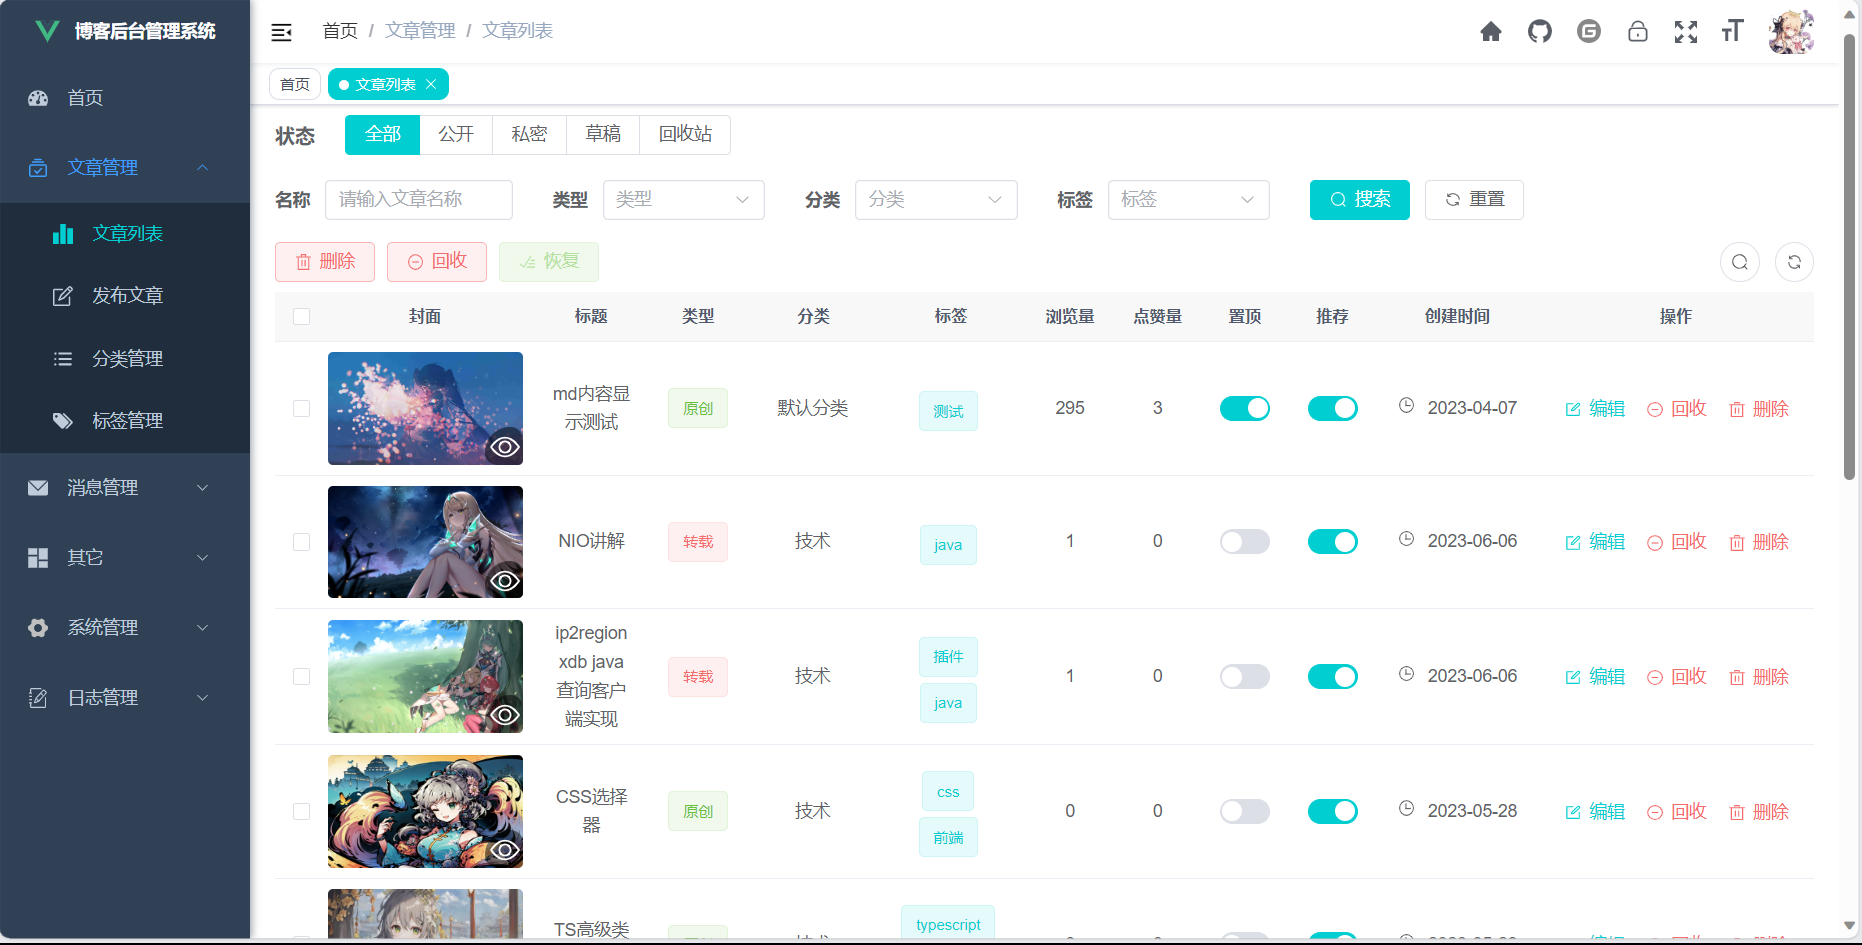 博客后台管理系统
首页 / 文章管理 / 文章列表
首页
文章列表
首页
文章管理
文章列表
发布文章
分类管理
标签管理
消息管理
其它
系统管理
日志管理
状态 全部 公开 私密 草稿 回收站
名称 请输入文章名称 类型 类型 分类 分类 标签 标签 搜索 重置
删除 回收 恢复
封面 标题 类型 分类 标签 浏览量 点赞量 置顶 推荐 创建时间 操作
md内容显
示测试
原创 默认分类 测试 295 3 2023-04-07 编辑 回收 删除
NIO讲解 转载 技术 java 1 0 2023-06-06 编辑 回收 删除
ip2region
xdb java
查询客户
端实现
转载 技术 插件 1 0 2023-06-06 编辑 回收 删除
java
CSS选择
器
原创 技术 css 0 0 2023-05-28 编辑 回收 删除
前端
TS高级类
typescript